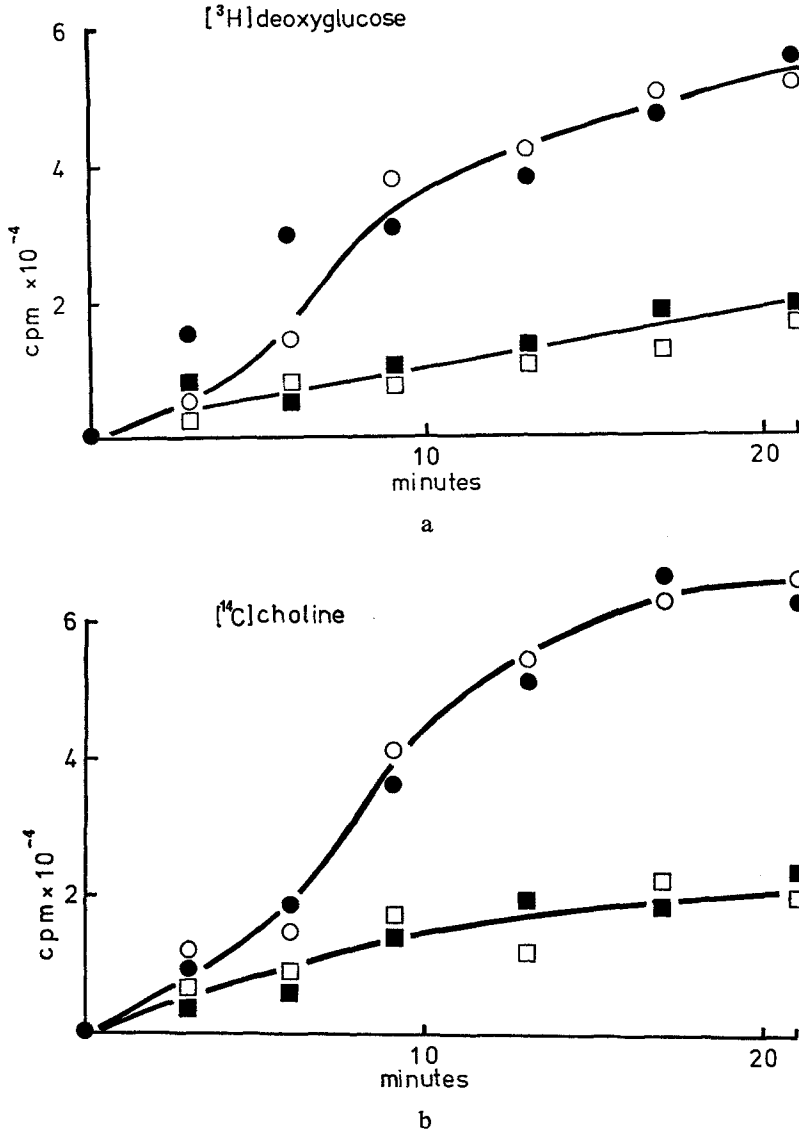 [³H]deoxyglucose
6
4
2
cpm ×10⁻⁴
10
20
minutes
a
[¹⁴C]choline
6
4
2
cpm×10⁻⁴
10
20
minutes
b